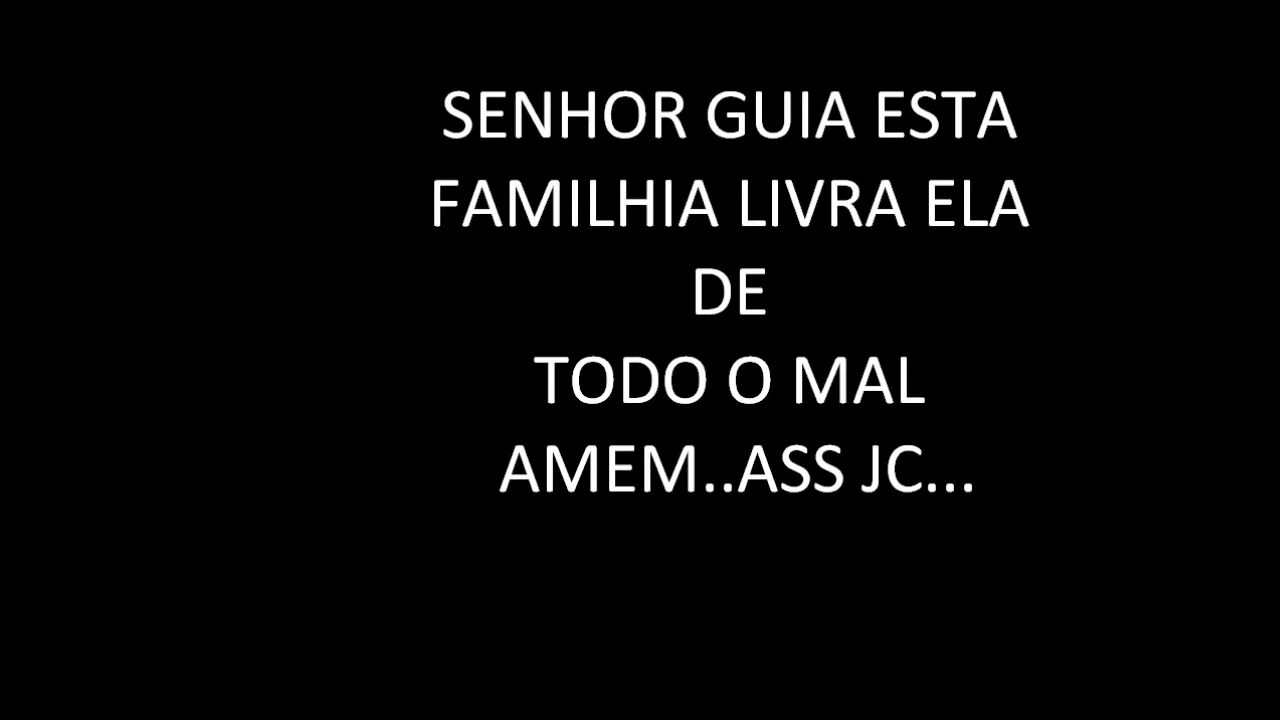 SENHOR GUIA ESTA
FAMILHIA LIVRA ELA
DE
TODO O MAL
AMEM..ASS JC...